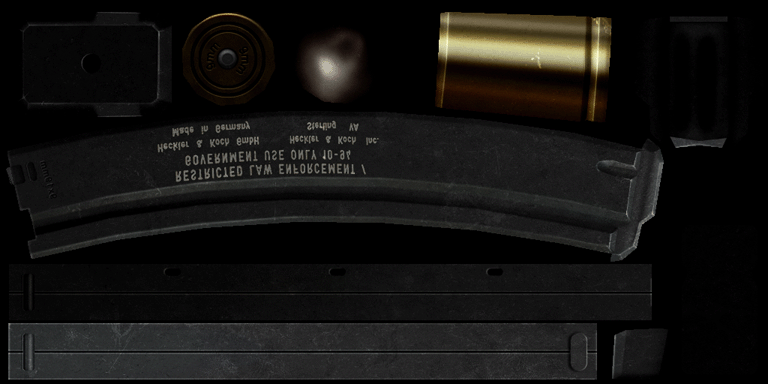 RESTRICTED LAW ENFORCEMENT /
GOVERNMENT USE ONLY 10-94
Heckler & Koch GmbH Heckler & Koch Inc.
Made in Germany Sterling VA